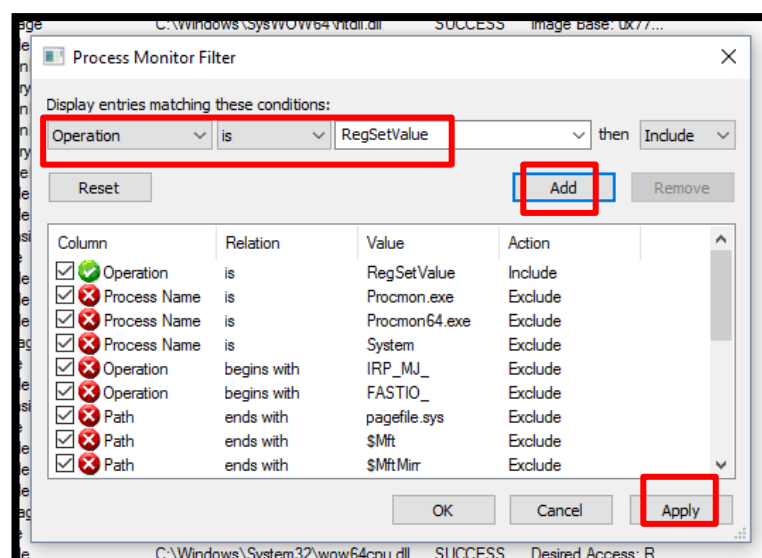 C:\Windows\SysWOW64\ntdll.dll SUCCESS Image Base: 0x77...
Process Monitor Filter
Display entries matching these conditions:
Operation is RegSetValue then Include
Reset Add Remove
Column Relation Value Action
Operation is RegSetValue Include
Process Name is Procmon.exe Exclude
Process Name is Procmon64.exe Exclude
Process Name is System Exclude
Operation begins with IRP_MJ_ Exclude
Operation begins with FASTIO_ Exclude
Path ends with pagefile.sys Exclude
Path ends with $Mft Exclude
Path ends with $MftMirr Exclude
OK Cancel Apply
C:\Windows\System32\wow64cpu.dll SUCCESS Desired Access: R